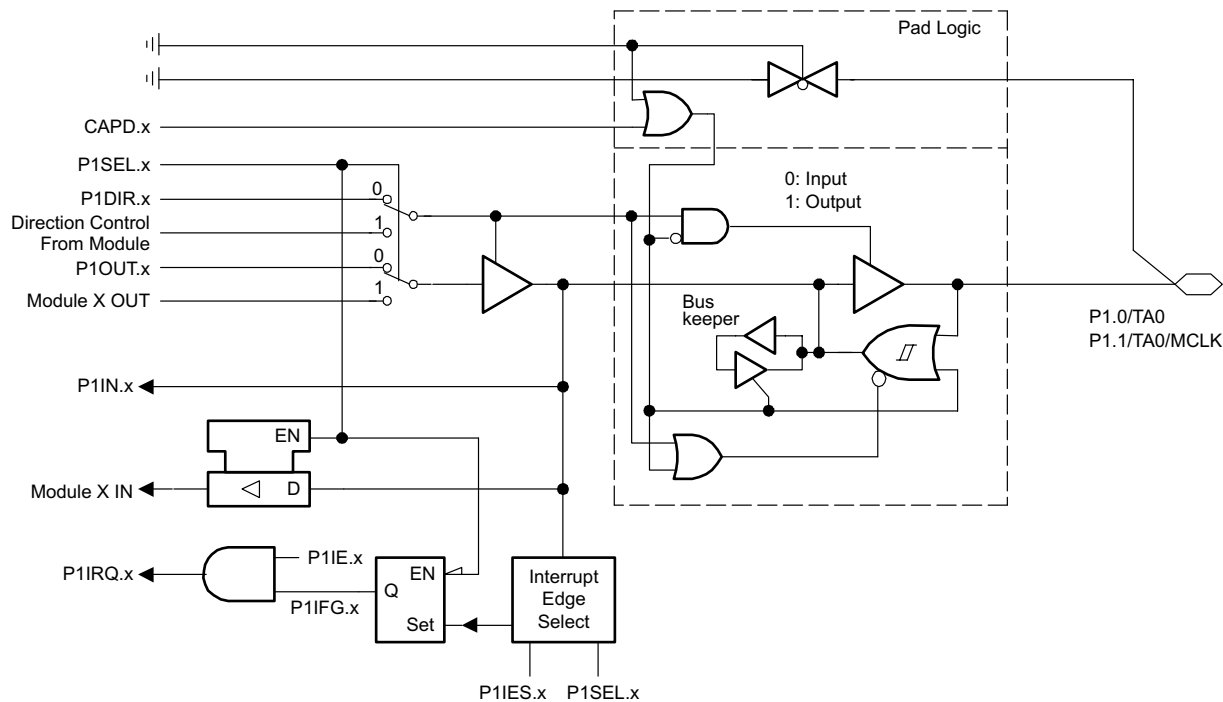 Pad Logic
CAPD.x
P1SEL.x
P1DIR.x
0
Direction Control
From Module
1
P1OUT.x
0
Module X OUT
1
0: Input
1: Output
Bus
keeper
P1.0/TA0
P1.1/TA0/MCLK
P1IN.x
EN
Module X IN
D
P1IRQ.x
P1IE.x
P1IFG.x
EN
Q
Set
Interrupt
Edge
Select
P1IES.x
P1SEL.x